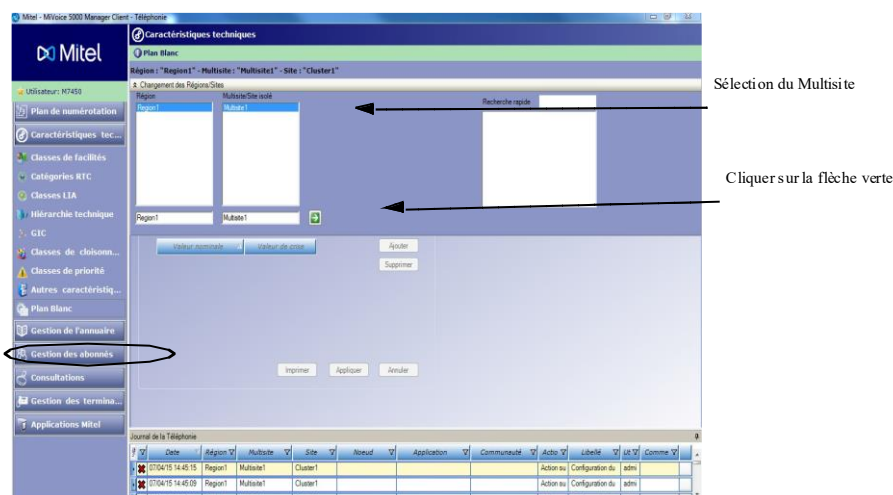 Mitel - MiVoice 5000 Manager Client - Téléphonie
Mitel
Utilisateur: M7450
Plan de numérotation
Caractéristiques tec...
Classes de facilités
Catégories RTC
Classes LIA
Hiérarchie technique
GIC
Classes de cloisonn...
Classes de priorité
Autres caractéristiq...
Plan Blanc
Gestion de l'annuaire
Gestion des abonnés
Consultations
Gestion des termina...
Applications Mitel
Caractéristiques techniques
Plan Blanc
Région : "Region1" - Multisite : "Multisite1" - Site : "Cluster1"
Changement des Régions/Sites
Région Multisite/Site isolé
Region1 Multisite1
Recherche rapide
Region1 Multisite1
Valeur nominale Valeur de crise
Ajouter
Supprimer
Imprimer Appliquer Annuler
Journal de la Téléphonie
Date Région Multisite Site Noeud Application Communauté Actio Libellé Ut Comme
07/04/15 14:45:15 Region1 Multisite1 Cluster1 Action su Configuration du admi
07/04/15 14:45:09 Region1 Multisite1 Cluster1 Action su Configuration du admi
Sélection du Multisite
Cliquer sur la flèche verte